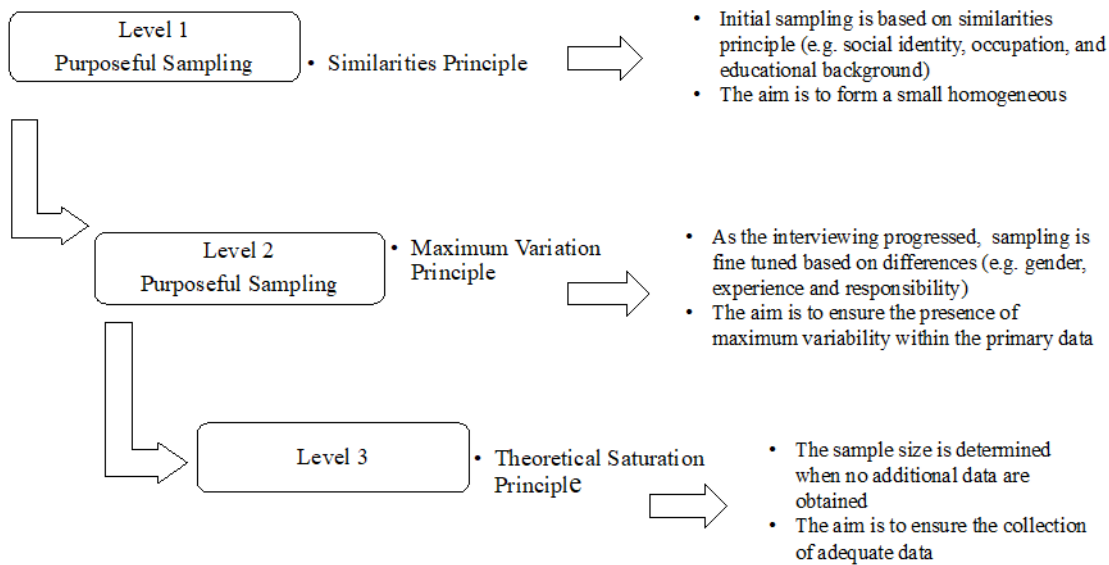 Level 1
Purposeful Sampling
• Similarities Principle
• Initial sampling is based on similarities
principle (e.g. social identity, occupation, and
educational background)
• The aim is to form a small homogeneous
Level 2
Purposeful Sampling
• Maximum Variation
Principle
• As the interviewing progressed, sampling is
fine tuned based on differences (e.g. gender,
experience and responsibility)
• The aim is to ensure the presence of
maximum variability within the primary data
Level 3
• Theoretical Saturation
Principle
• The sample size is determined
when no additional data are
obtained
• The aim is to ensure the collection
of adequate data